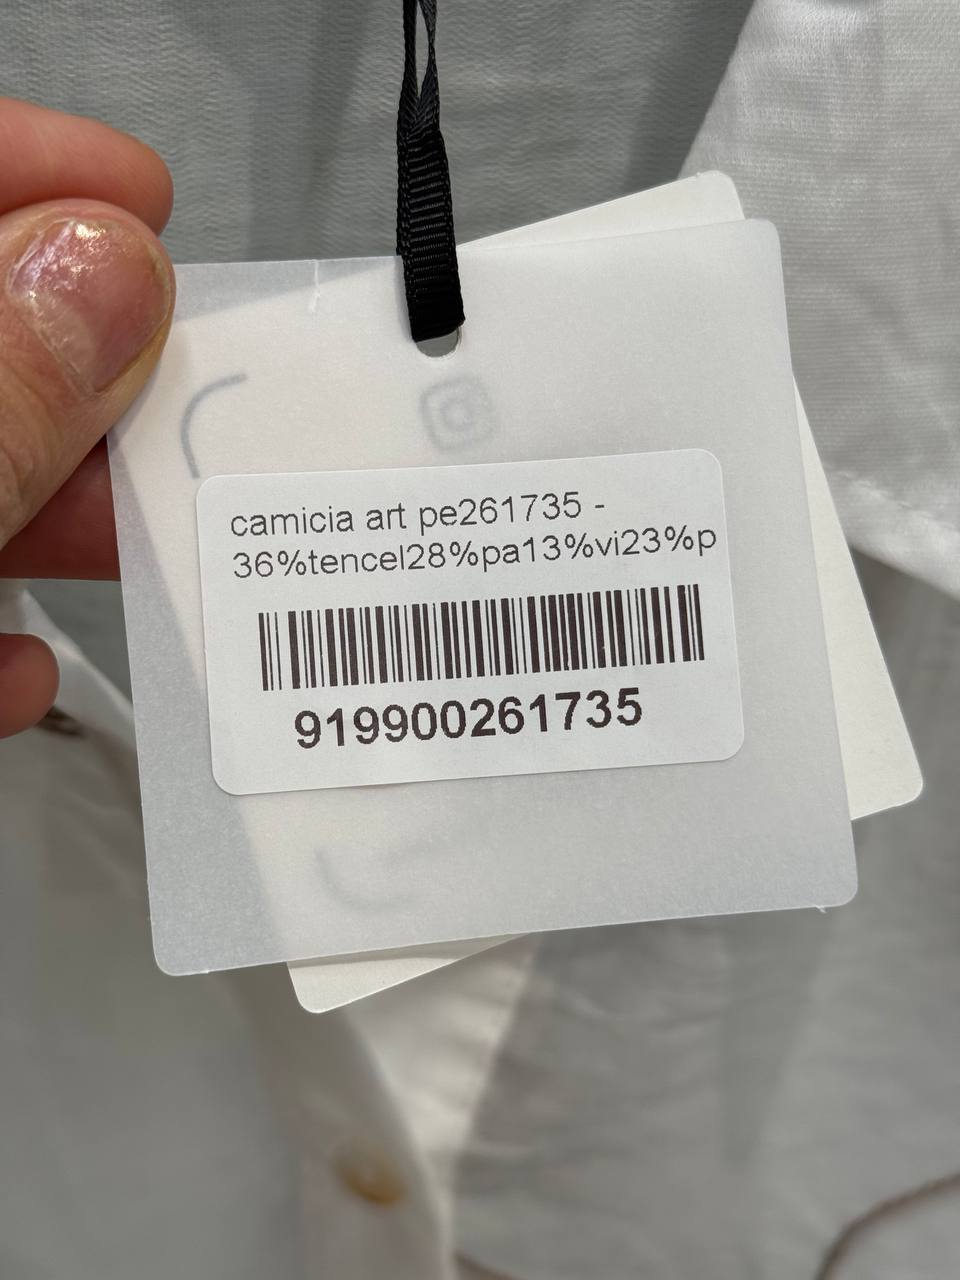 camicia art pe261735 -
36%tencel28%pa13%vi23%p
919900261735